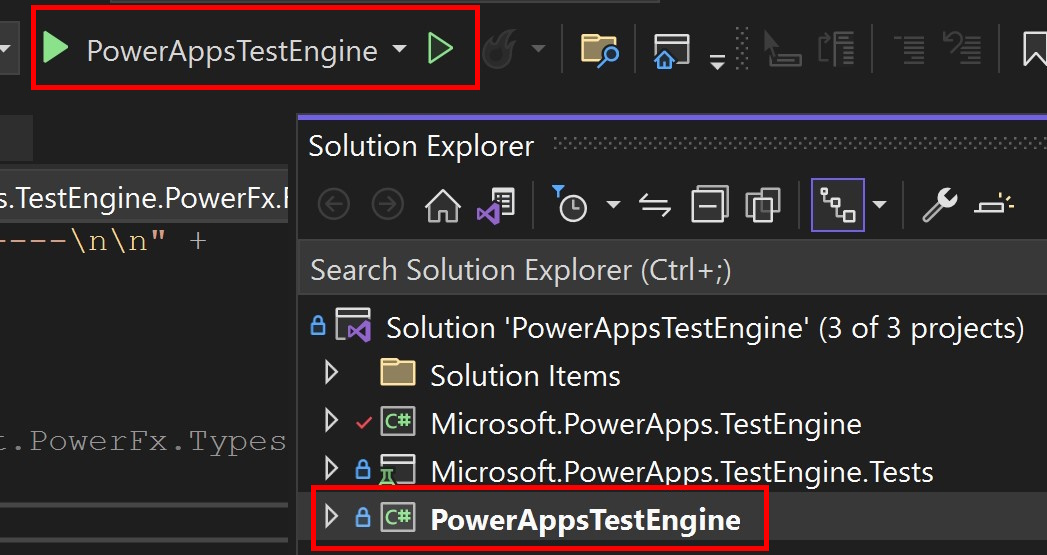 PowerAppsTestEngine
Solution Explorer
s.TestEngine.PowerFx.
----\n\n" +
Search Solution Explorer (Ctrl+;)
Solution 'PowerAppsTestEngine' (3 of 3 projects)
Solution Items
C# Microsoft.PowerApps.TestEngine
t.PowerFx.Types
Microsoft.PowerApps.TestEngine.Tests
C# PowerAppsTestEngine